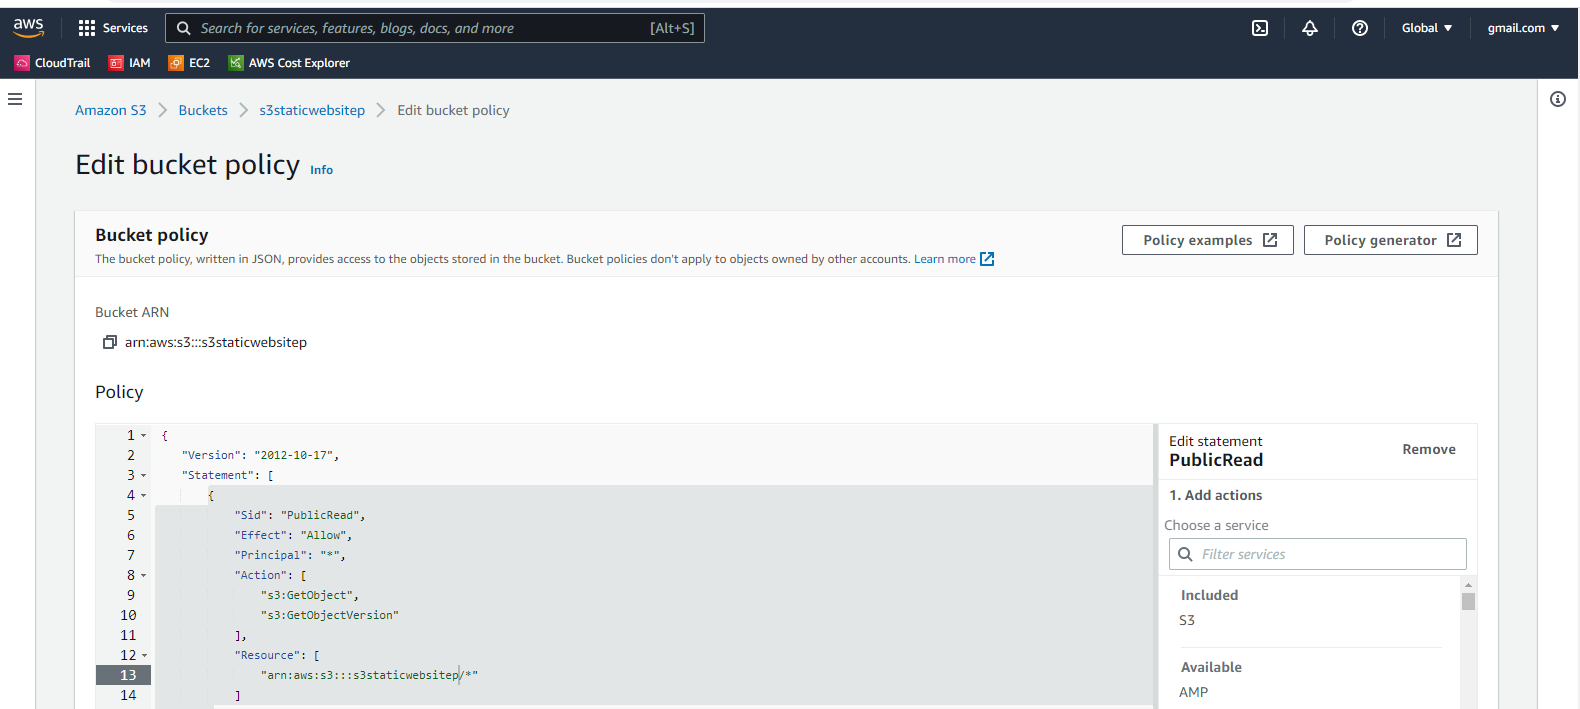 aws
Services
Search for services, features, blogs, docs, and more [Alt+S]
Global
gmail.com
CloudTrail IAM EC2 AWS Cost Explorer
Amazon S3 > Buckets > s3staticwebsitep > Edit bucket policy
Edit bucket policy Info
Bucket policy
The bucket policy, written in JSON, provides access to the objects stored in the bucket. Bucket policies don't apply to objects owned by other accounts. Learn more
Policy examples
Policy generator
Bucket ARN
arn:aws:s3:::s3staticwebsitep
Policy
1 {
2 "Version": "2012-10-17",
3 "Statement": [
4 {
5 "Sid": "PublicRead",
6 "Effect": "Allow",
7 "Principal": "*",
8 "Action": [
9 "s3:GetObject",
10 "s3:GetObjectVersion"
11 ],
12 "Resource": [
13 "arn:aws:s3:::s3staticwebsitep/*"
14 ]
Edit statement
PublicRead
Remove
1. Add actions
Choose a service
Filter services
Included
S3
Available
AMP